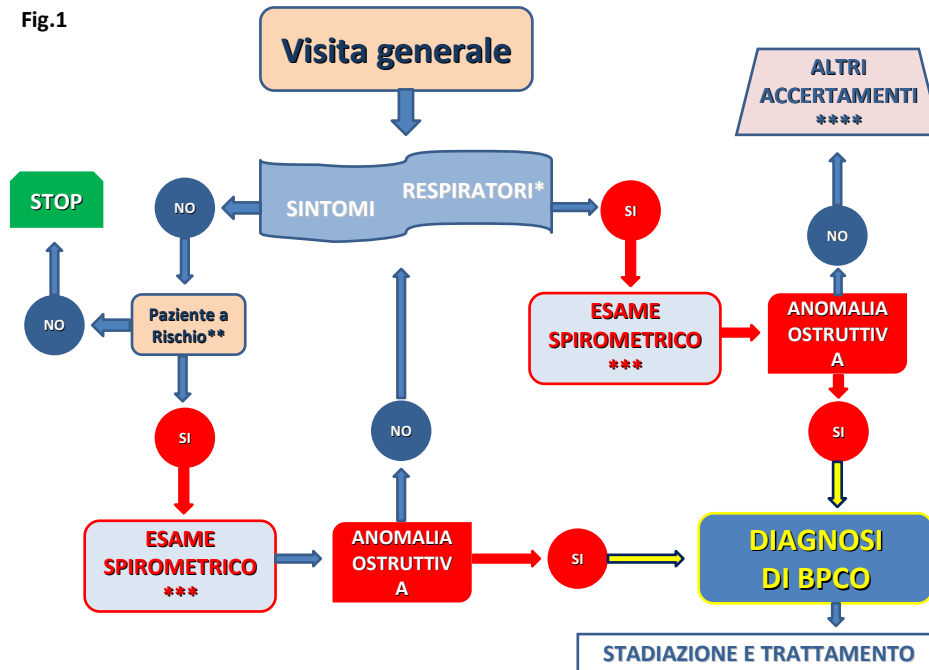 Fig.1
Visita generale
ALTRI
ACCERTAMENTI
****
SINTOMI
RESPIRATORI*
STOP
NO
SI
NO
NO
Paziente a
Rischio**
ESAME
SPIROMETRICO
***
ANOMALIA
OSTRUTTIV
A
SI
NO
SI
ESAME
SPIROMETRICO
***
ANOMALIA
OSTRUTTIV
A
SI
DIAGNOSI
DI BPCO
STADIAZIONE E TRATTAMENTO